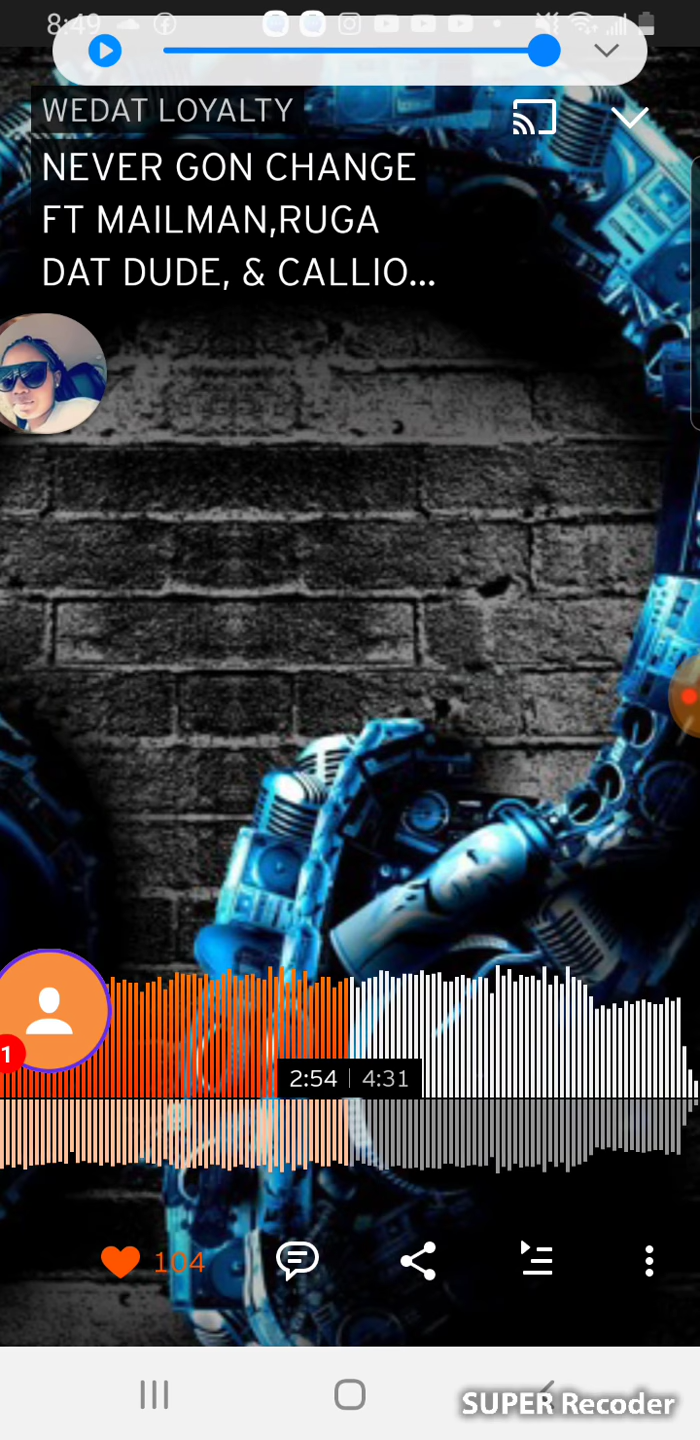 8:49
WEDAT LOYALTY
NEVER GON CHANGE
FT MAILMAN,RUGA
DAT DUDE, & CALLIO...
1
2:54 | 4:31
104
SUPER Recoder